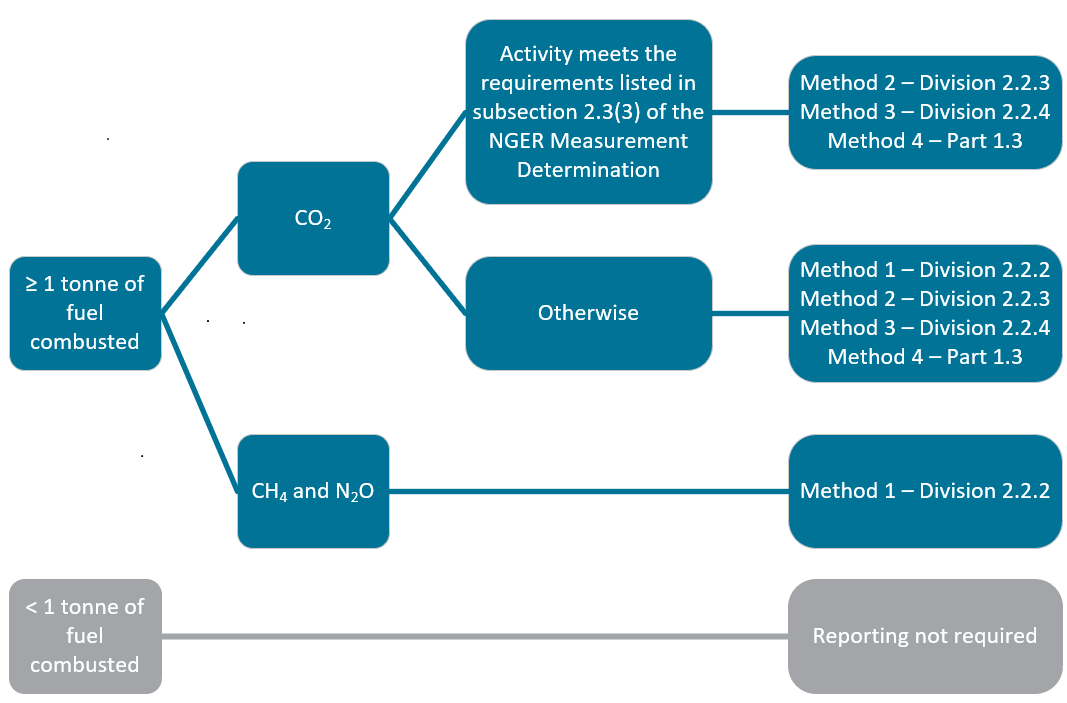 Activity meets the
requirements listed in
subsection 2.3(3) of the
NGER Measurement
Determination
Method 2 – Division 2.2.3
Method 3 – Division 2.2.4
Method 4 – Part 1.3
CO₂
≥ 1 tonne of
fuel
combusted
Otherwise
Method 1 – Division 2.2.2
Method 2 – Division 2.2.3
Method 3 – Division 2.2.4
Method 4 – Part 1.3
CH₄ and N₂O
Method 1 – Division 2.2.2
< 1 tonne of
fuel
combusted
Reporting not required